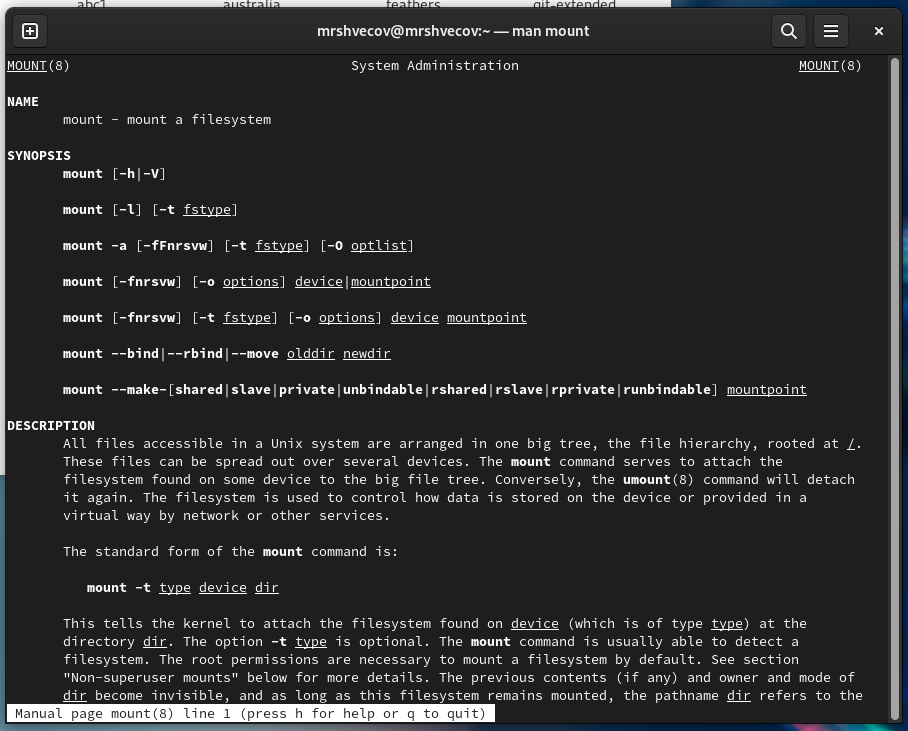 abc1 australia feathers git-extended
mrshvecov@mrshvecov:~ — man mount
MOUNT(8) System Administration MOUNT(8)
NAME
mount - mount a filesystem
SYNOPSIS
mount [-h|-V]
mount [-l] [-t fstype]
mount -a [-fFnrsvw] [-t fstype] [-O optlist]
mount [-fnrsvw] [-o options] device|mountpoint
mount [-fnrsvw] [-t fstype] [-o options] device mountpoint
mount --bind|--rbind|--move olddir newdir
mount --make-[shared|slave|private|unbindable|rshared|rslave|rprivate|runbindable] mountpoint
DESCRIPTION
All files accessible in a Unix system are arranged in one big tree, the file hierarchy, rooted at /.
These files can be spread out over several devices. The mount command serves to attach the
filesystem found on some device to the big file tree. Conversely, the umount(8) command will detach
it again. The filesystem is used to control how data is stored on the device or provided in a
virtual way by network or other services.
The standard form of the mount command is:
mount -t type device dir
This tells the kernel to attach the filesystem found on device (which is of type type) at the
directory dir. The option -t type is optional. The mount command is usually able to detect a
filesystem. The root permissions are necessary to mount a filesystem by default. See section
"Non-superuser mounts" below for more details. The previous contents (if any) and owner and mode of
dir become invisible, and as long as this filesystem remains mounted, the pathname dir refers to the
Manual page mount(8) line 1 (press h for help or q to quit)